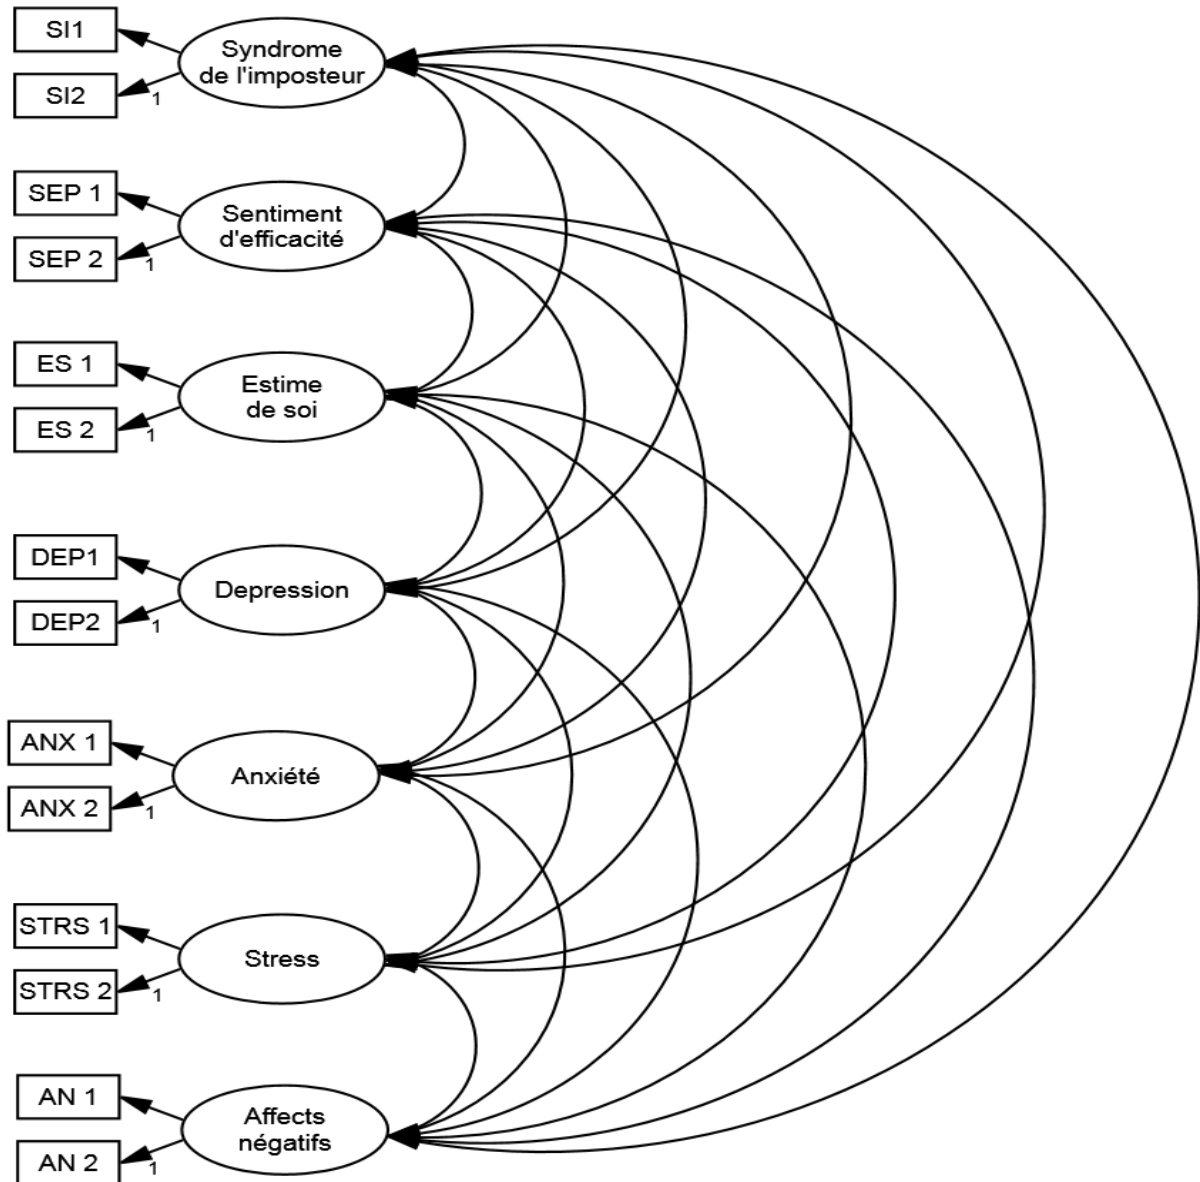 SI1
Syndrome
de l'imposteur
SI2
1
SEP 1
Sentiment
d'efficacité
SEP 2
1
ES 1
Estime
de soi
ES 2
1
DEP1
Depression
DEP2
1
ANX 1
Anxiété
ANX 2
1
STRS 1
Stress
STRS 2
1
AN 1
Affects
négatifs
AN 2
1